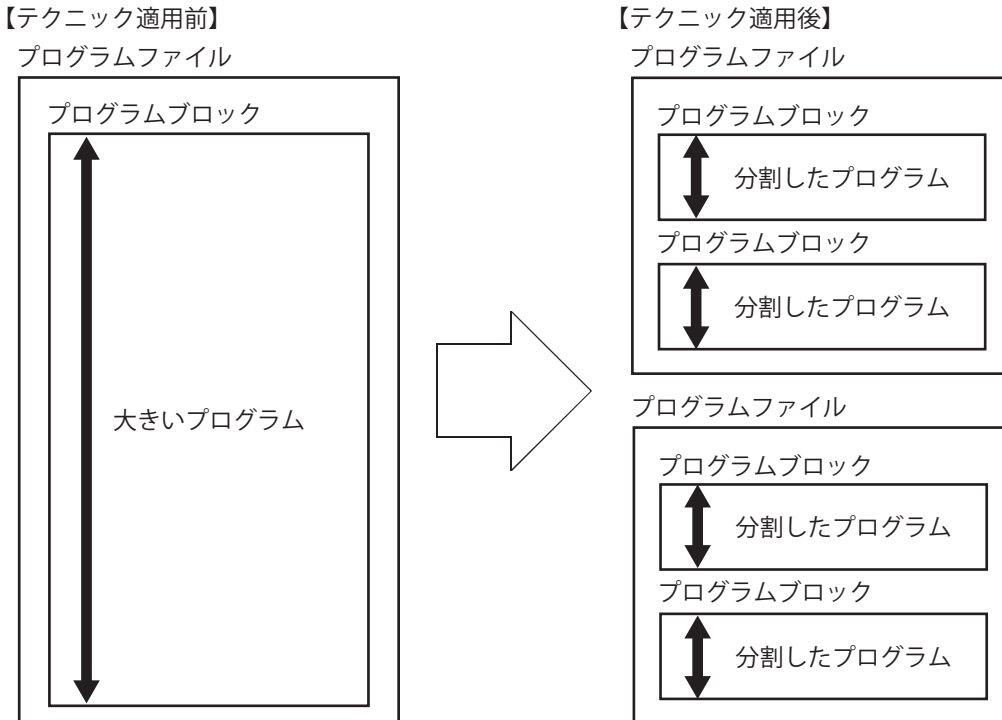 【テクニック適用前】
プログラムファイル
プログラムブロック
大きいプログラム
【テクニック適用後】
プログラムファイル
プログラムブロック
分割したプログラム
プログラムブロック
分割したプログラム
プログラムファイル
プログラムブロック
分割したプログラム
プログラムブロック
分割したプログラム